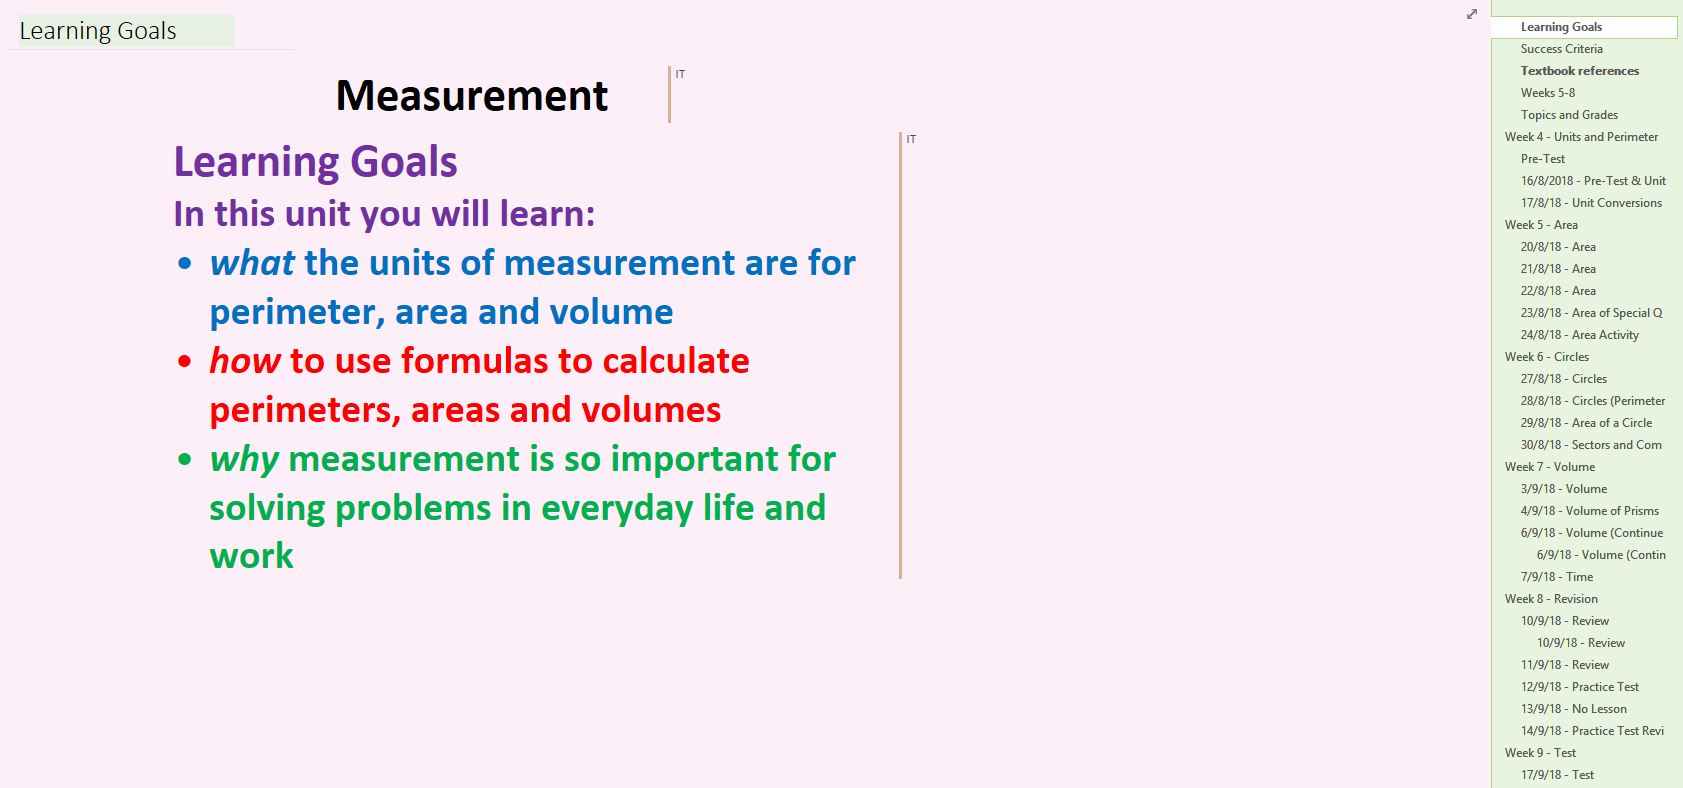 Learning Goals
Measurement
IT
Learning Goals
IT
In this unit you will learn:
• what the units of measurement are for
perimeter, area and volume
• how to use formulas to calculate
perimeters, areas and volumes
• why measurement is so important for
solving problems in everyday life and
work
Learning Goals
Success Criteria
Textbook references
Weeks 5-8
Topics and Grades
Week 4 - Units and Perimeter
Pre-Test
16/8/2018 - Pre-Test & Unit
17/8/18 - Unit Conversions
Week 5 - Area
20/8/18 - Area
21/8/18 - Area
22/8/18 - Area
23/8/18 - Area of Special Q
24/8/18 - Area Activity
Week 6 - Circles
27/8/18 - Circles
28/8/18 - Circles (Perimeter
29/8/18 - Area of a Circle
30/8/18 - Sectors and Com
Week 7 - Volume
3/9/18 - Volume
4/9/18 - Volume of Prisms
6/9/18 - Volume (Continue
6/9/18 - Volume (Contin
7/9/18 - Time
Week 8 - Revision
10/9/18 - Review
10/9/18 - Review
11/9/18 - Review
12/9/18 - Practice Test
13/9/18 - No Lesson
14/9/18 - Practice Test Revi
Week 9 - Test
17/9/18 - Test